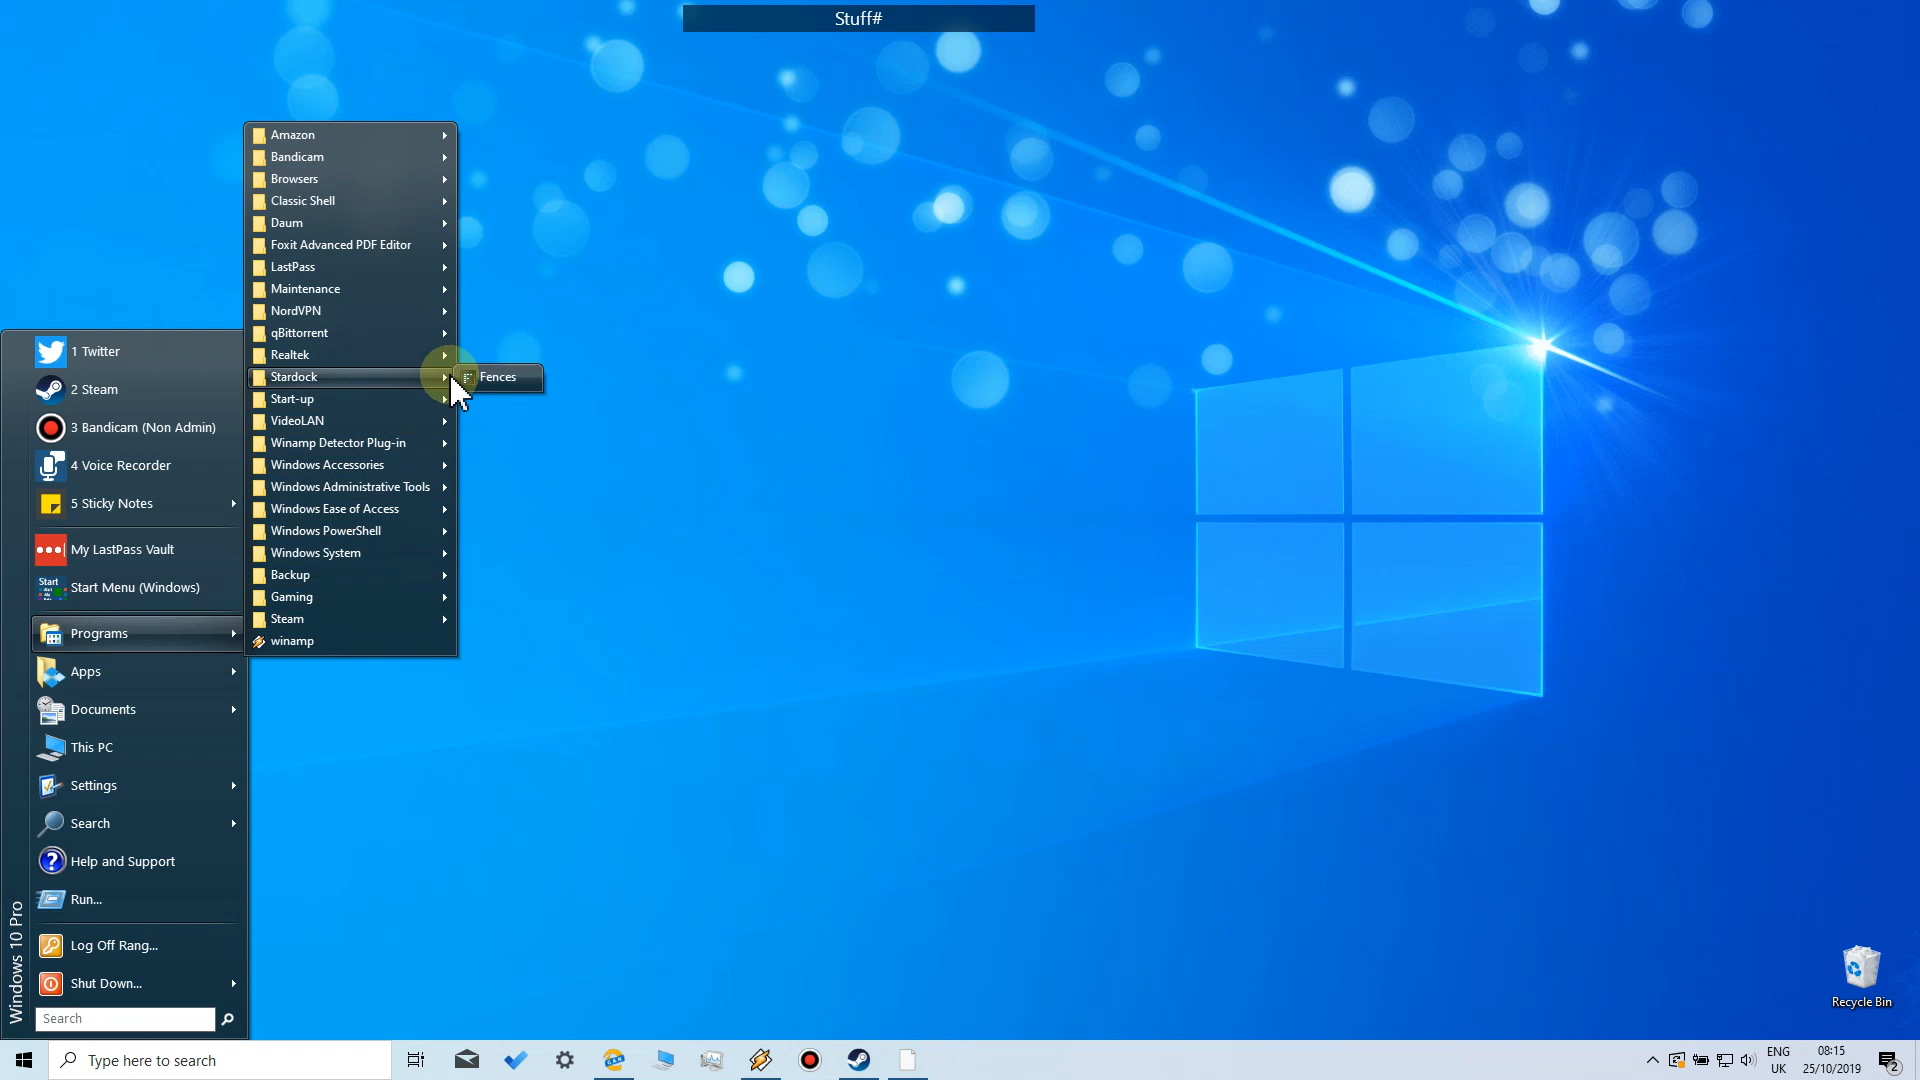 Stuff#
Amazon
Bandicam
Browsers
Classic Shell
Daum
Foxit Advanced PDF Editor
LastPass
Maintenance
NordVPN
qBittorrent
Realtek
Stardock
Fences
Start-up
VideoLAN
Winamp Detector Plug-in
Windows Accessories
Windows Administrative Tools
Windows Ease of Access
Windows PowerShell
Windows System
Backup
Gaming
Steam
winamp
1 Twitter
2 Steam
3 Bandicam (Non Admin)
4 Voice Recorder
5 Sticky Notes
My LastPass Vault
Start
Start Menu (Windows)
Programs
Apps
Documents
This PC
Settings
Search
Help and Support
Run...
Log Off Rang...
Shut Down...
Search
Windows 10 Pro
Recycle Bin
Type here to search
CAN
ENG
UK
08:15
25/10/2019
2